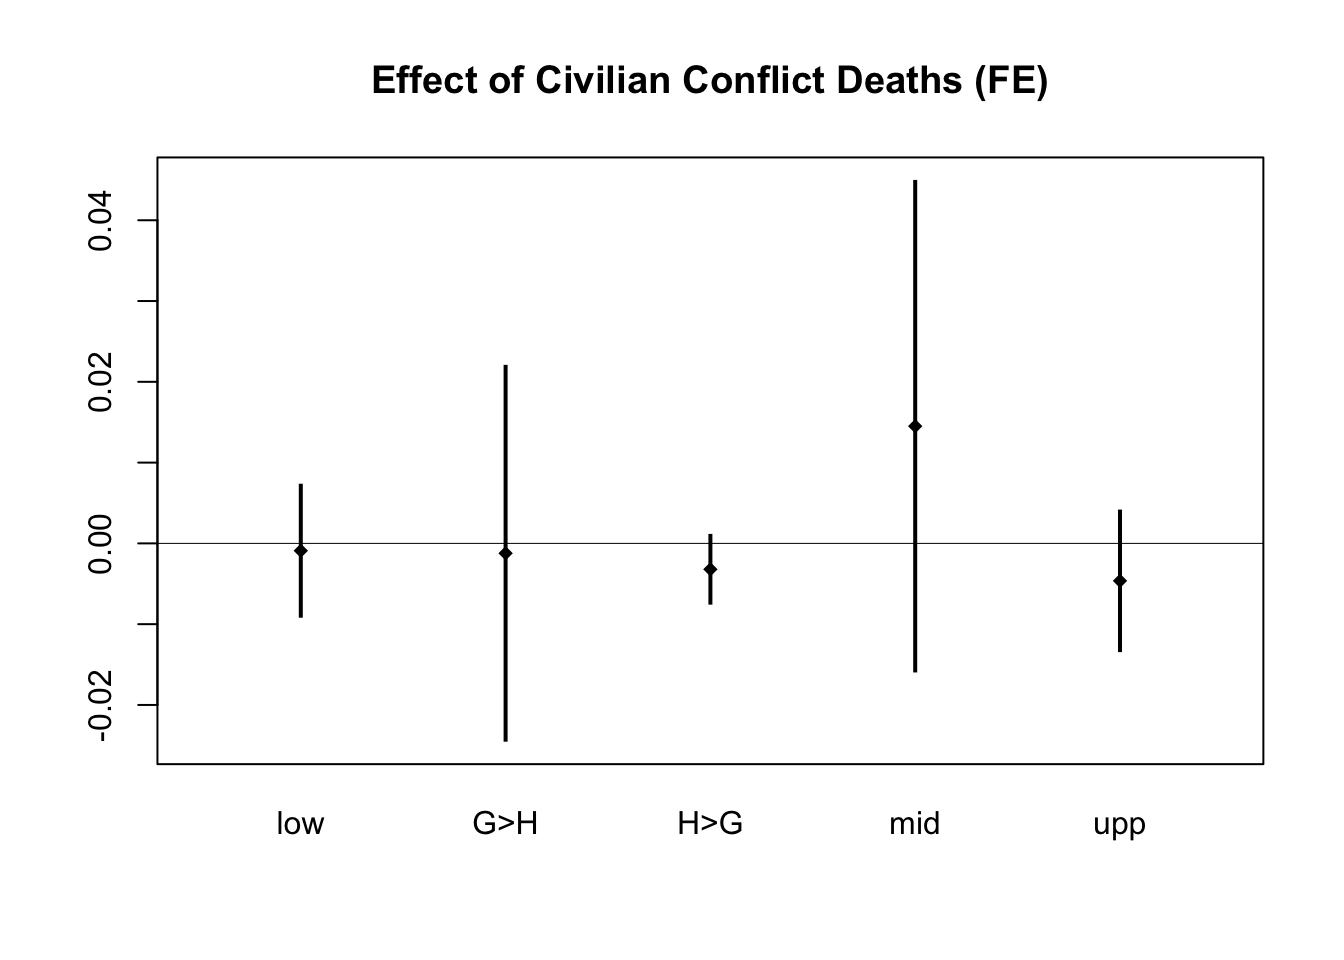 Effect of Civilian Conflict Deaths (FE)
0.04
0.02
0.00
-0.02
low G>H H>G mid upp